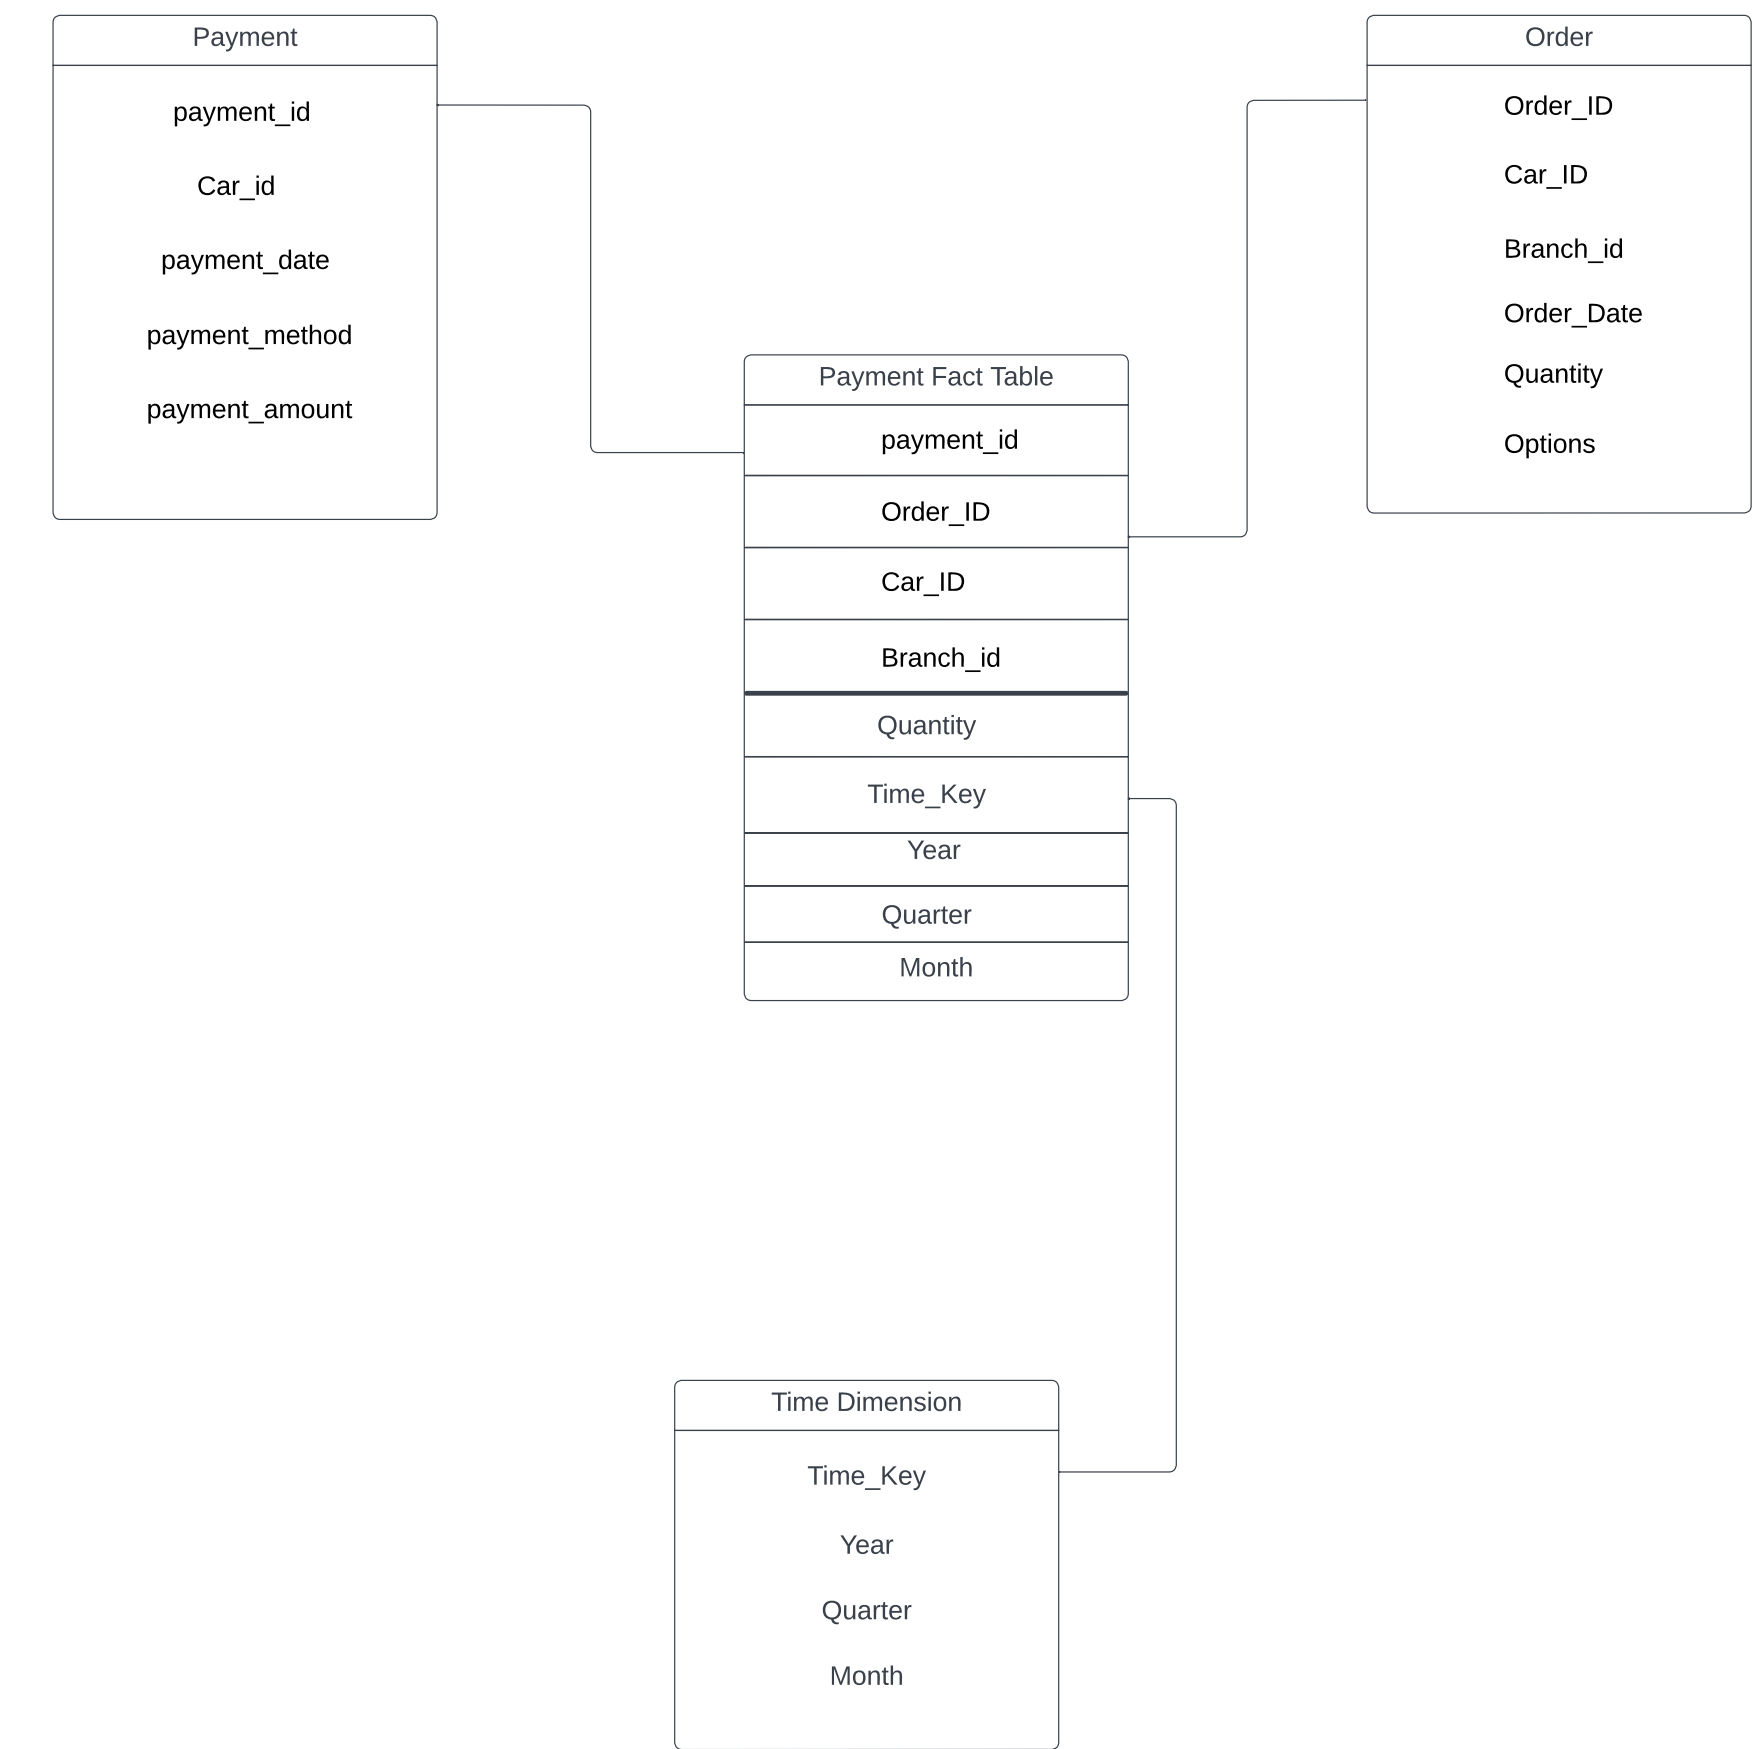 Payment
payment_id
Car_id
payment_date
payment_method
payment_amount
Order
Order_ID
Car_ID
Branch_id
Order_Date
Quantity
Options
Payment Fact Table
payment_id
Order_ID
Car_ID
Branch_id
Quantity
Time_Key
Year
Quarter
Month
Time Dimension
Time_Key
Year
Quarter
Month